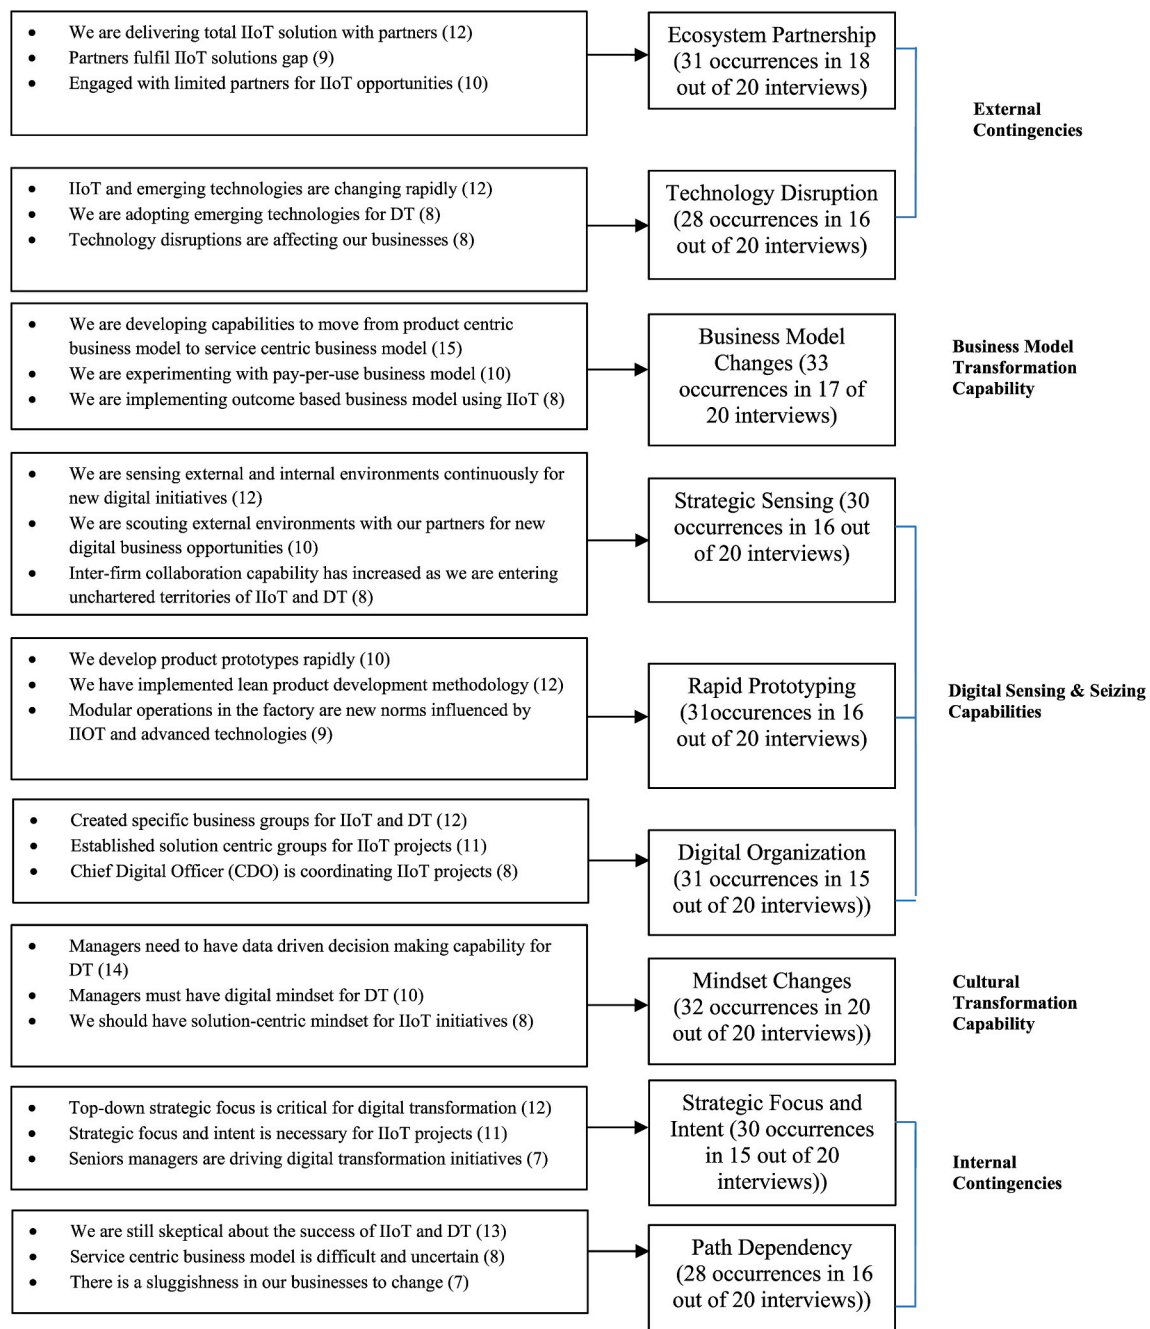 • We are delivering total IIoT solution with partners (12)
• Partners fulfil IIoT solutions gap (9)
• Engaged with limited partners for IIoT opportunities (10)
Ecosystem Partnership
(31 occurrences in 18
out of 20 interviews)
External
Contingencies
• IIoT and emerging technologies are changing rapidly (12)
• We are adopting emerging technologies for DT (8)
• Technology disruptions are affecting our businesses (8)
Technology Disruption
(28 occurrences in 16
out of 20 interviews)
• We are developing capabilities to move from product centric
business model to service centric business model (15)
• We are experimenting with pay-per-use business model (10)
• We are implementing outcome based business model using IIoT (8)
Business Model
Changes (33
occurrences in 17 of
20 interviews)
Business Model
Transformation
Capability
• We are sensing external and internal environments continuously for
new digital initiatives (12)
• We are scouting external environments with our partners for new
digital business opportunities (10)
• Inter-firm collaboration capability has increased as we are entering
unchartered territories of IIoT and DT (8)
Strategic Sensing (30
occurrences in 16 out
of 20 interviews)
• We develop product prototypes rapidly (10)
• We have implemented lean product development methodology (12)
• Modular operations in the factory are new norms influenced by
IIOT and advanced technologies (9)
Rapid Prototyping
(31occurences in 16
out of 20 interviews)
Digital Sensing & Seizing
Capabilities
• Created specific business groups for IIoT and DT (12)
• Established solution centric groups for IIoT projects (11)
• Chief Digital Officer (CDO) is coordinating IIoT projects (8)
Digital Organization
(31 occurrences in 15
out of 20 interviews))
• Managers need to have data driven decision making capability for
DT (14)
• Managers must have digital mindset for DT (10)
• We should have solution-centric mindset for IIoT initiatives (8)
Mindset Changes
(32 occurrences in 20
out of 20 interviews))
Cultural
Transformation
Capability
• Top-down strategic focus is critical for digital transformation (12)
• Strategic focus and intent is necessary for IIoT projects (11)
• Seniors managers are driving digital transformation initiatives (7)
Strategic Focus and
Intent (30 occurrences
in 15 out of 20
interviews))
Internal
Contingencies
• We are still skeptical about the success of IIoT and DT (13)
• Service centric business model is difficult and uncertain (8)
• There is a sluggishness in our businesses to change (7)
Path Dependency
(28 occurrences in 16
out of 20 interviews))